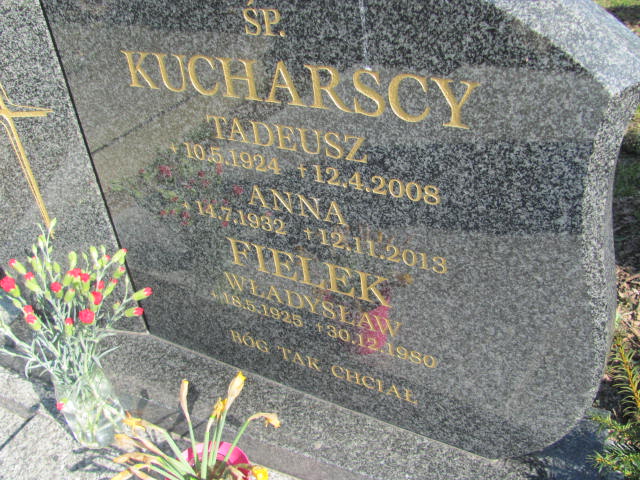 ŚP.
KUCHARSCY
TADEUSZ
+ 10.5.1924 † 12.4.2008
ANNA
+ 14.7.1932 † 12.11.2013
FIELEK
WŁADYSŁAW
+ 18.5.1925 † 30.12.1980
BÓG TAK CHCIAŁ